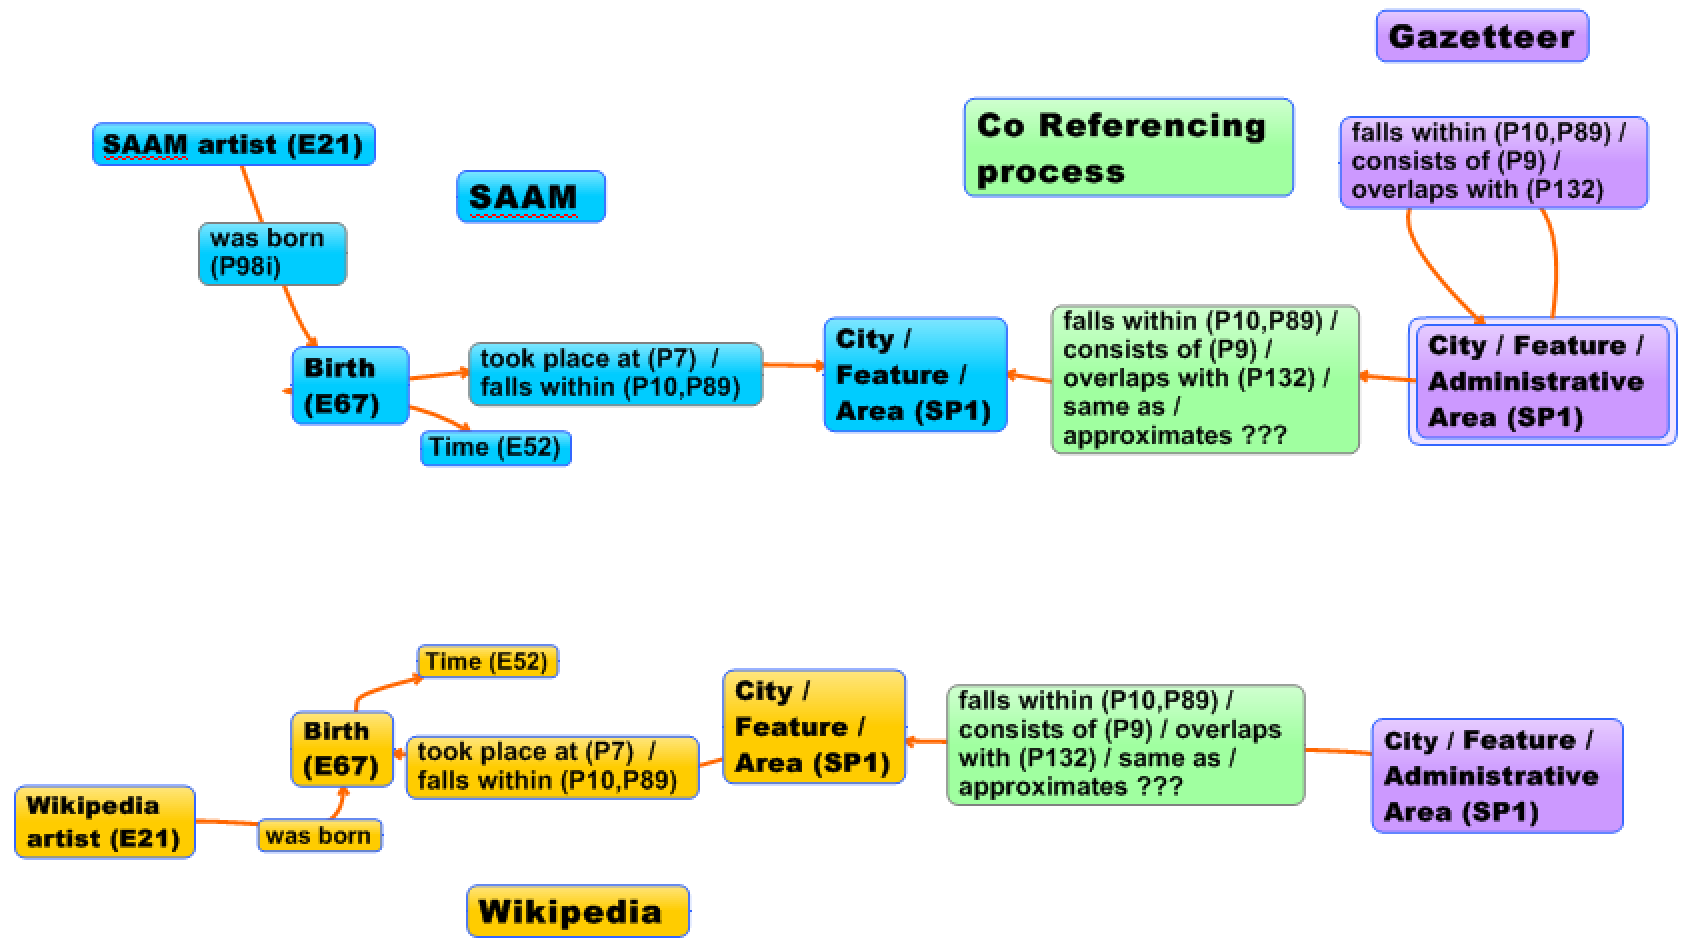 Gazetteer
Co Referencing
process
falls within (P10,P89) /
consists of (P9) /
overlaps with (P132)
SAAM artist (E21)
SAAM
was born
(P98i)
Birth
(E67)
took place at (P7)  /
falls within (P10,P89)
Time (E52)
City /
Feature /
Area (SP1)
falls within (P10,P89) /
consists of (P9) /
overlaps with (P132) /
same as /
approximates ???
City / Feature /
Administrative
Area (SP1)
Time (E52)
Birth
(E67)
took place at (P7)  /
falls within (P10,P89)
City /
Feature /
Area (SP1)
falls within (P10,P89) /
consists of (P9) / overlaps
with (P132) / same as /
approximates ???
City / Feature /
Administrative
Area (SP1)
Wikipedia
artist (E21)
was born
Wikipedia